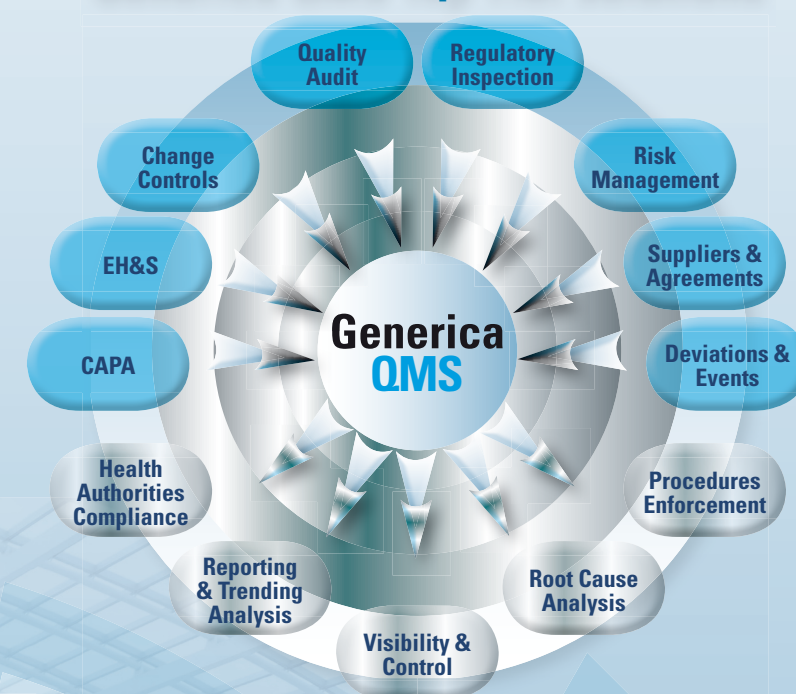 Quality
Audit
Regulatory
Inspection
Change
Controls
Risk
Management
EH&S
Suppliers &
Agreements
Generica
QMS
CAPA
Deviations &
Events
Health
Authorities
Compliance
Procedures
Enforcement
Reporting
& Trending
Analysis
Root Cause
Analysis
Visibility &
Control